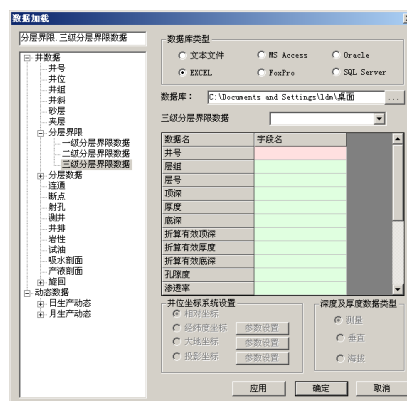 数据加载
分层界限.三级分层界限数据
井数据
井号
井位
井组
井斜
砂层
夹层
分层界限
一级分层界限数据
二级分层界限数据
三级分层界限数据
分层数据
连通
断点
射孔
测井
井排
岩性
试油
吸水剖面
产液剖面
旋回
动态数据
日生产动态
月生产动态
数据库类型
文本文件 MS Access Oracle
EXCEL FoxPro SQL Server
数据库： C:\Documents and Settings\ldm\桌面 ...
三级分层界限数据
数据名 字段名
井号
层组
层号
顶深
厚度
底深
折算有效顶深
折算有效厚度
折算有效底深
孔隙度
渗透率
井位坐标系统设置
相对坐标
经纬度坐标 参数设置
大地坐标 参数设置
投影坐标 参数设置
深度及厚度数据类型
测量
垂直
海拔
应用 确定 取消